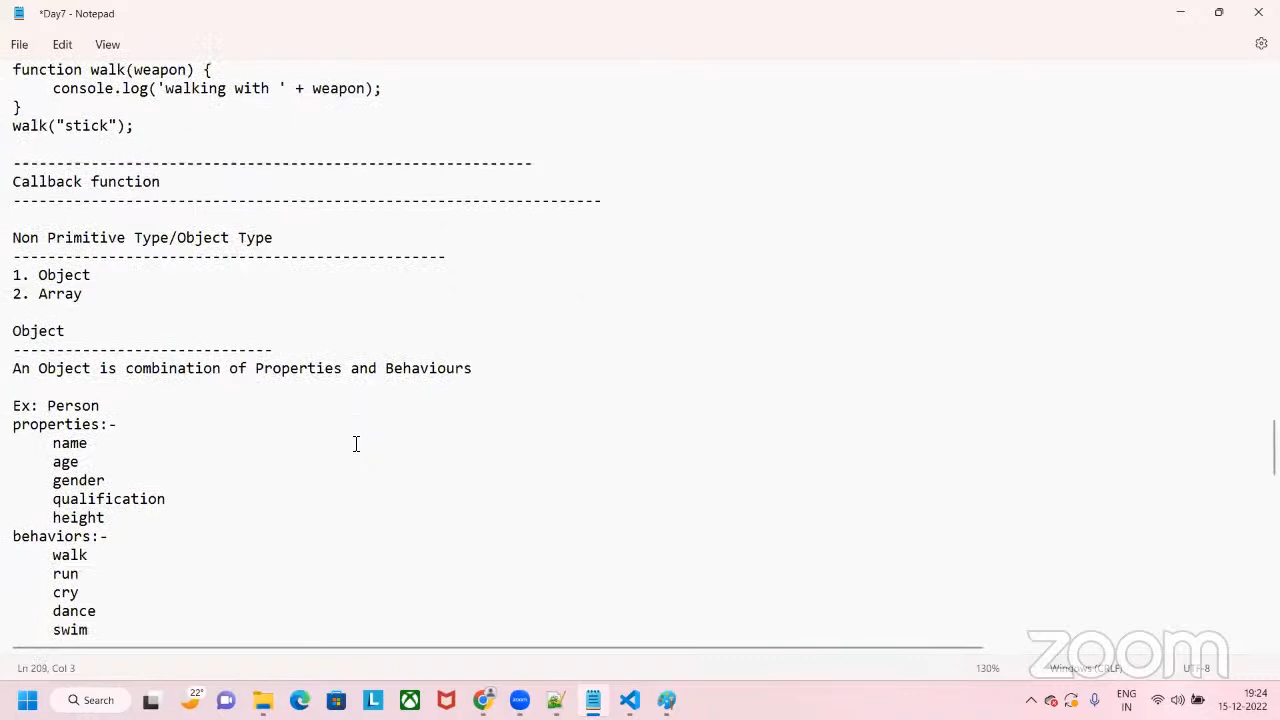 *Day7 - Notepad
File Edit View
function walk(weapon) {
console.log('walking with ' + weapon);
}
walk("stick");
------------------------------------------------------------
Callback function
--------------------------------------------------------------------
Non Primitive Type/Object Type
--------------------------------------------------
1. Object
2. Array
Object
------------------------------
An Object is combination of Properties and Behaviours
Ex: Person
properties:-
name
age
gender
qualification
height
behaviors:-
walk
run
cry
dance
swim
zoom
Ln 209, Col 3 130% Windows (CRLF) UTF-8
Search 22° zoom ENG IN 19:24 15-12-2022